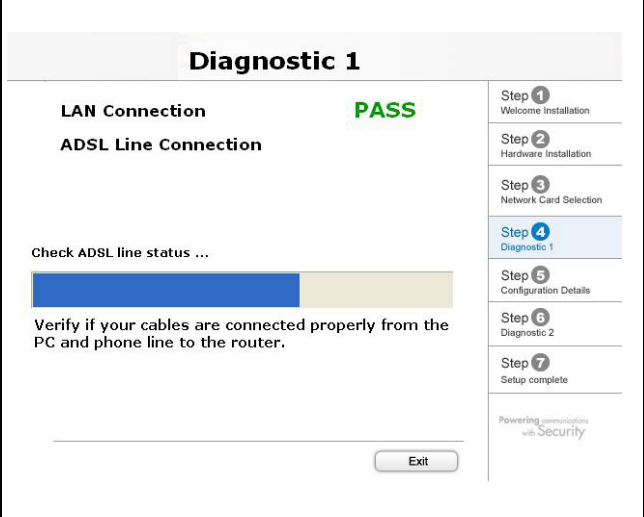 Diagnostic 1
LAN Connection PASS
ADSL Line Connection
Check ADSL line status ...
Verify if your cables are connected properly from the
PC and phone line to the router.
Exit
Step 1
Welcome Installation
Step 2
Hardware Installation
Step 3
Network Card Selection
Step 4
Diagnostic 1
Step 5
Configuration Details
Step 6
Diagnostic 2
Step 7
Setup complete
Powering communications
with Security